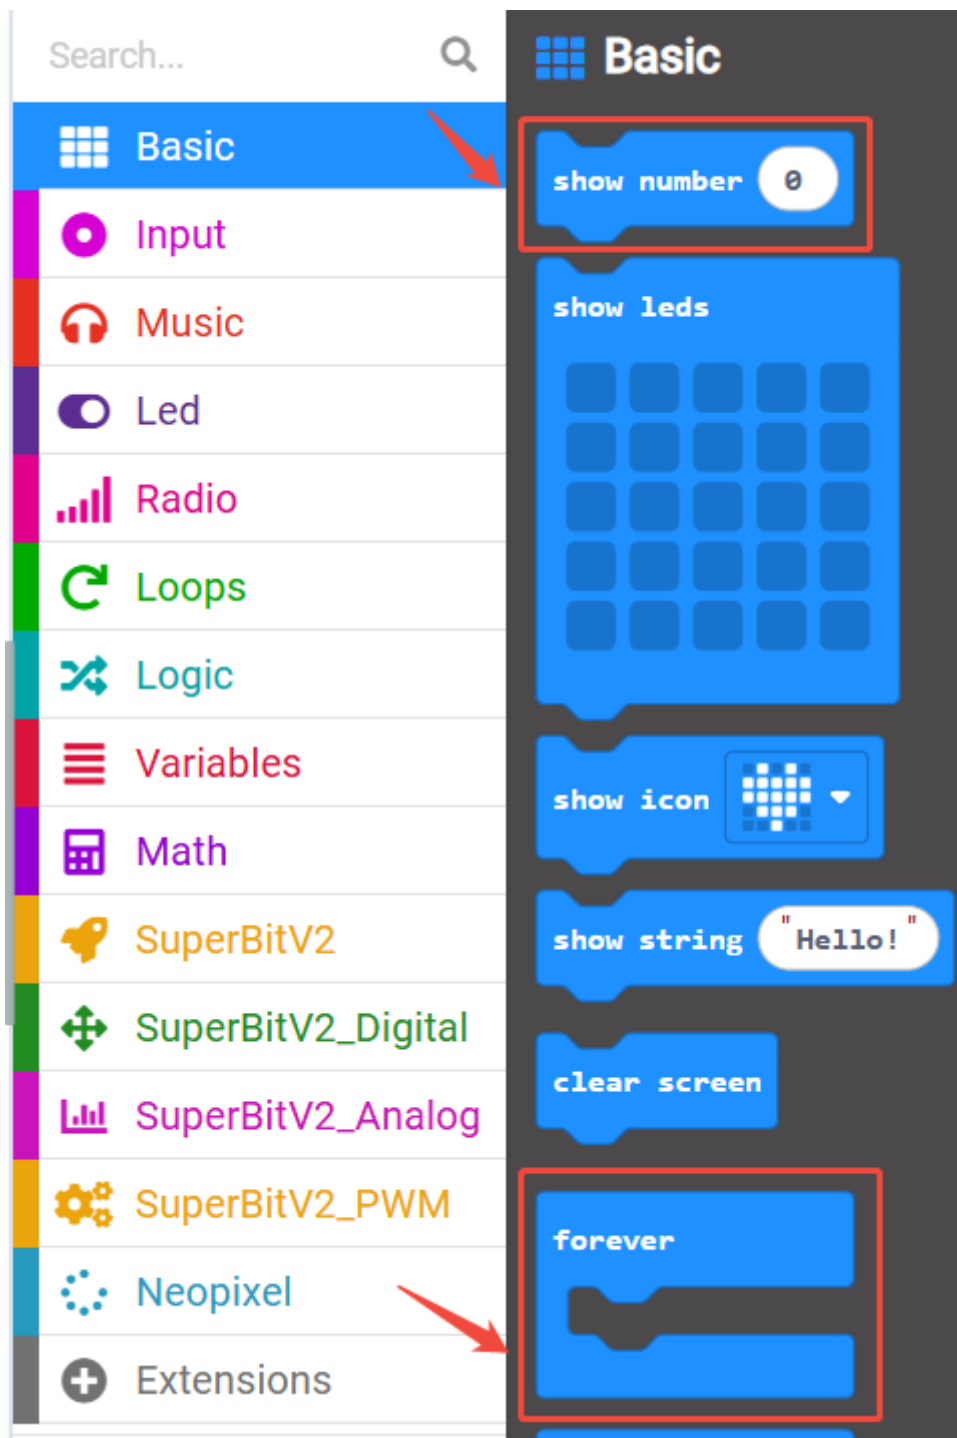 Search...
Basic
Input
Music
Led
Radio
Loops
Logic
Variables
Math
SuperBitV2
SuperBitV2_Digital
SuperBitV2_Analog
SuperBitV2_PWM
Neopixel
Extensions
Basic
show number 0
show leds
show icon
show string "Hello!"
clear screen
forever